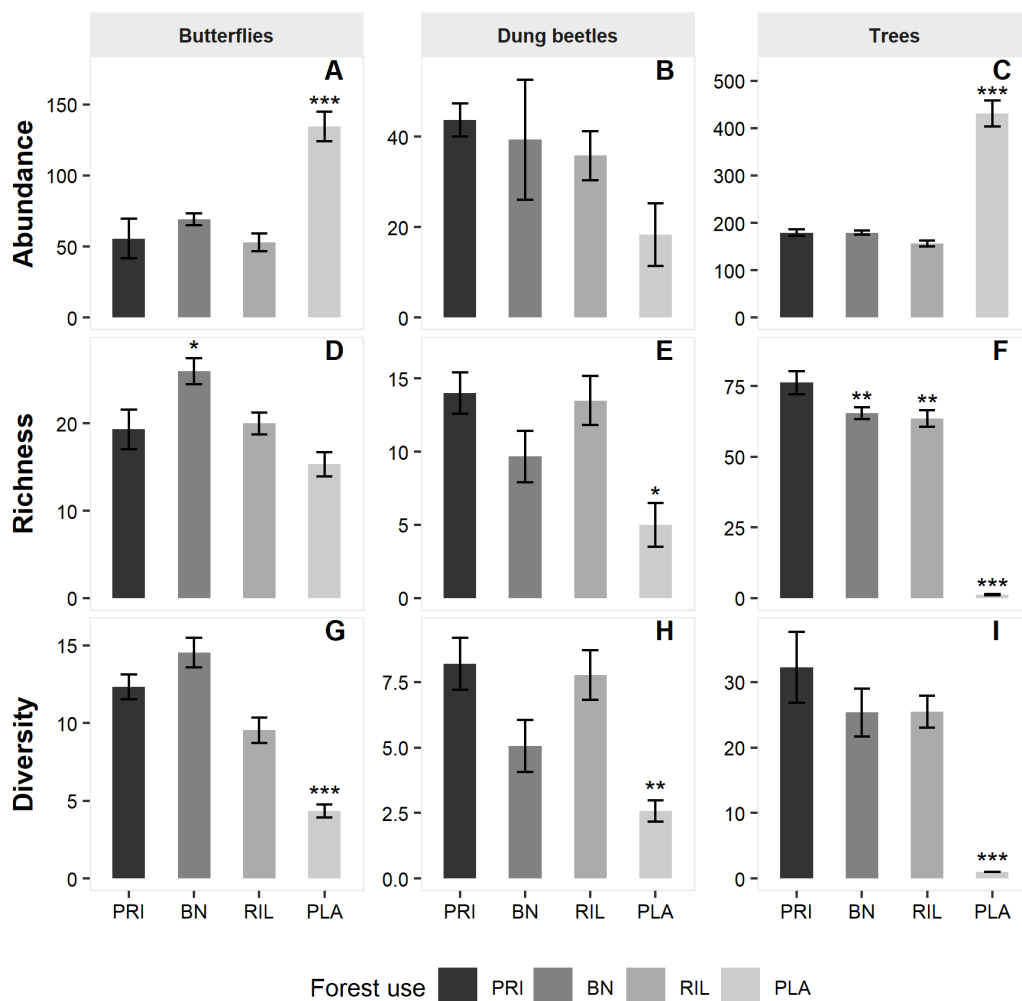 Butterflies Dung beetles Trees
Abundance
A
150
100
50
0
***
B
40
20
0
C
500
400
300
200
100
0
***
Richness
D
20
10
0
*
E
15
10
5
0
*
F
75
50
25
0
** ** ***
Diversity
G
15
10
5
0
***
H
7.5
5.0
2.5
0.0
**
I
30
20
10
0
***
PRI BN RIL PLA PRI BN RIL PLA PRI BN RIL PLA
Forest use PRI BN RIL PLA